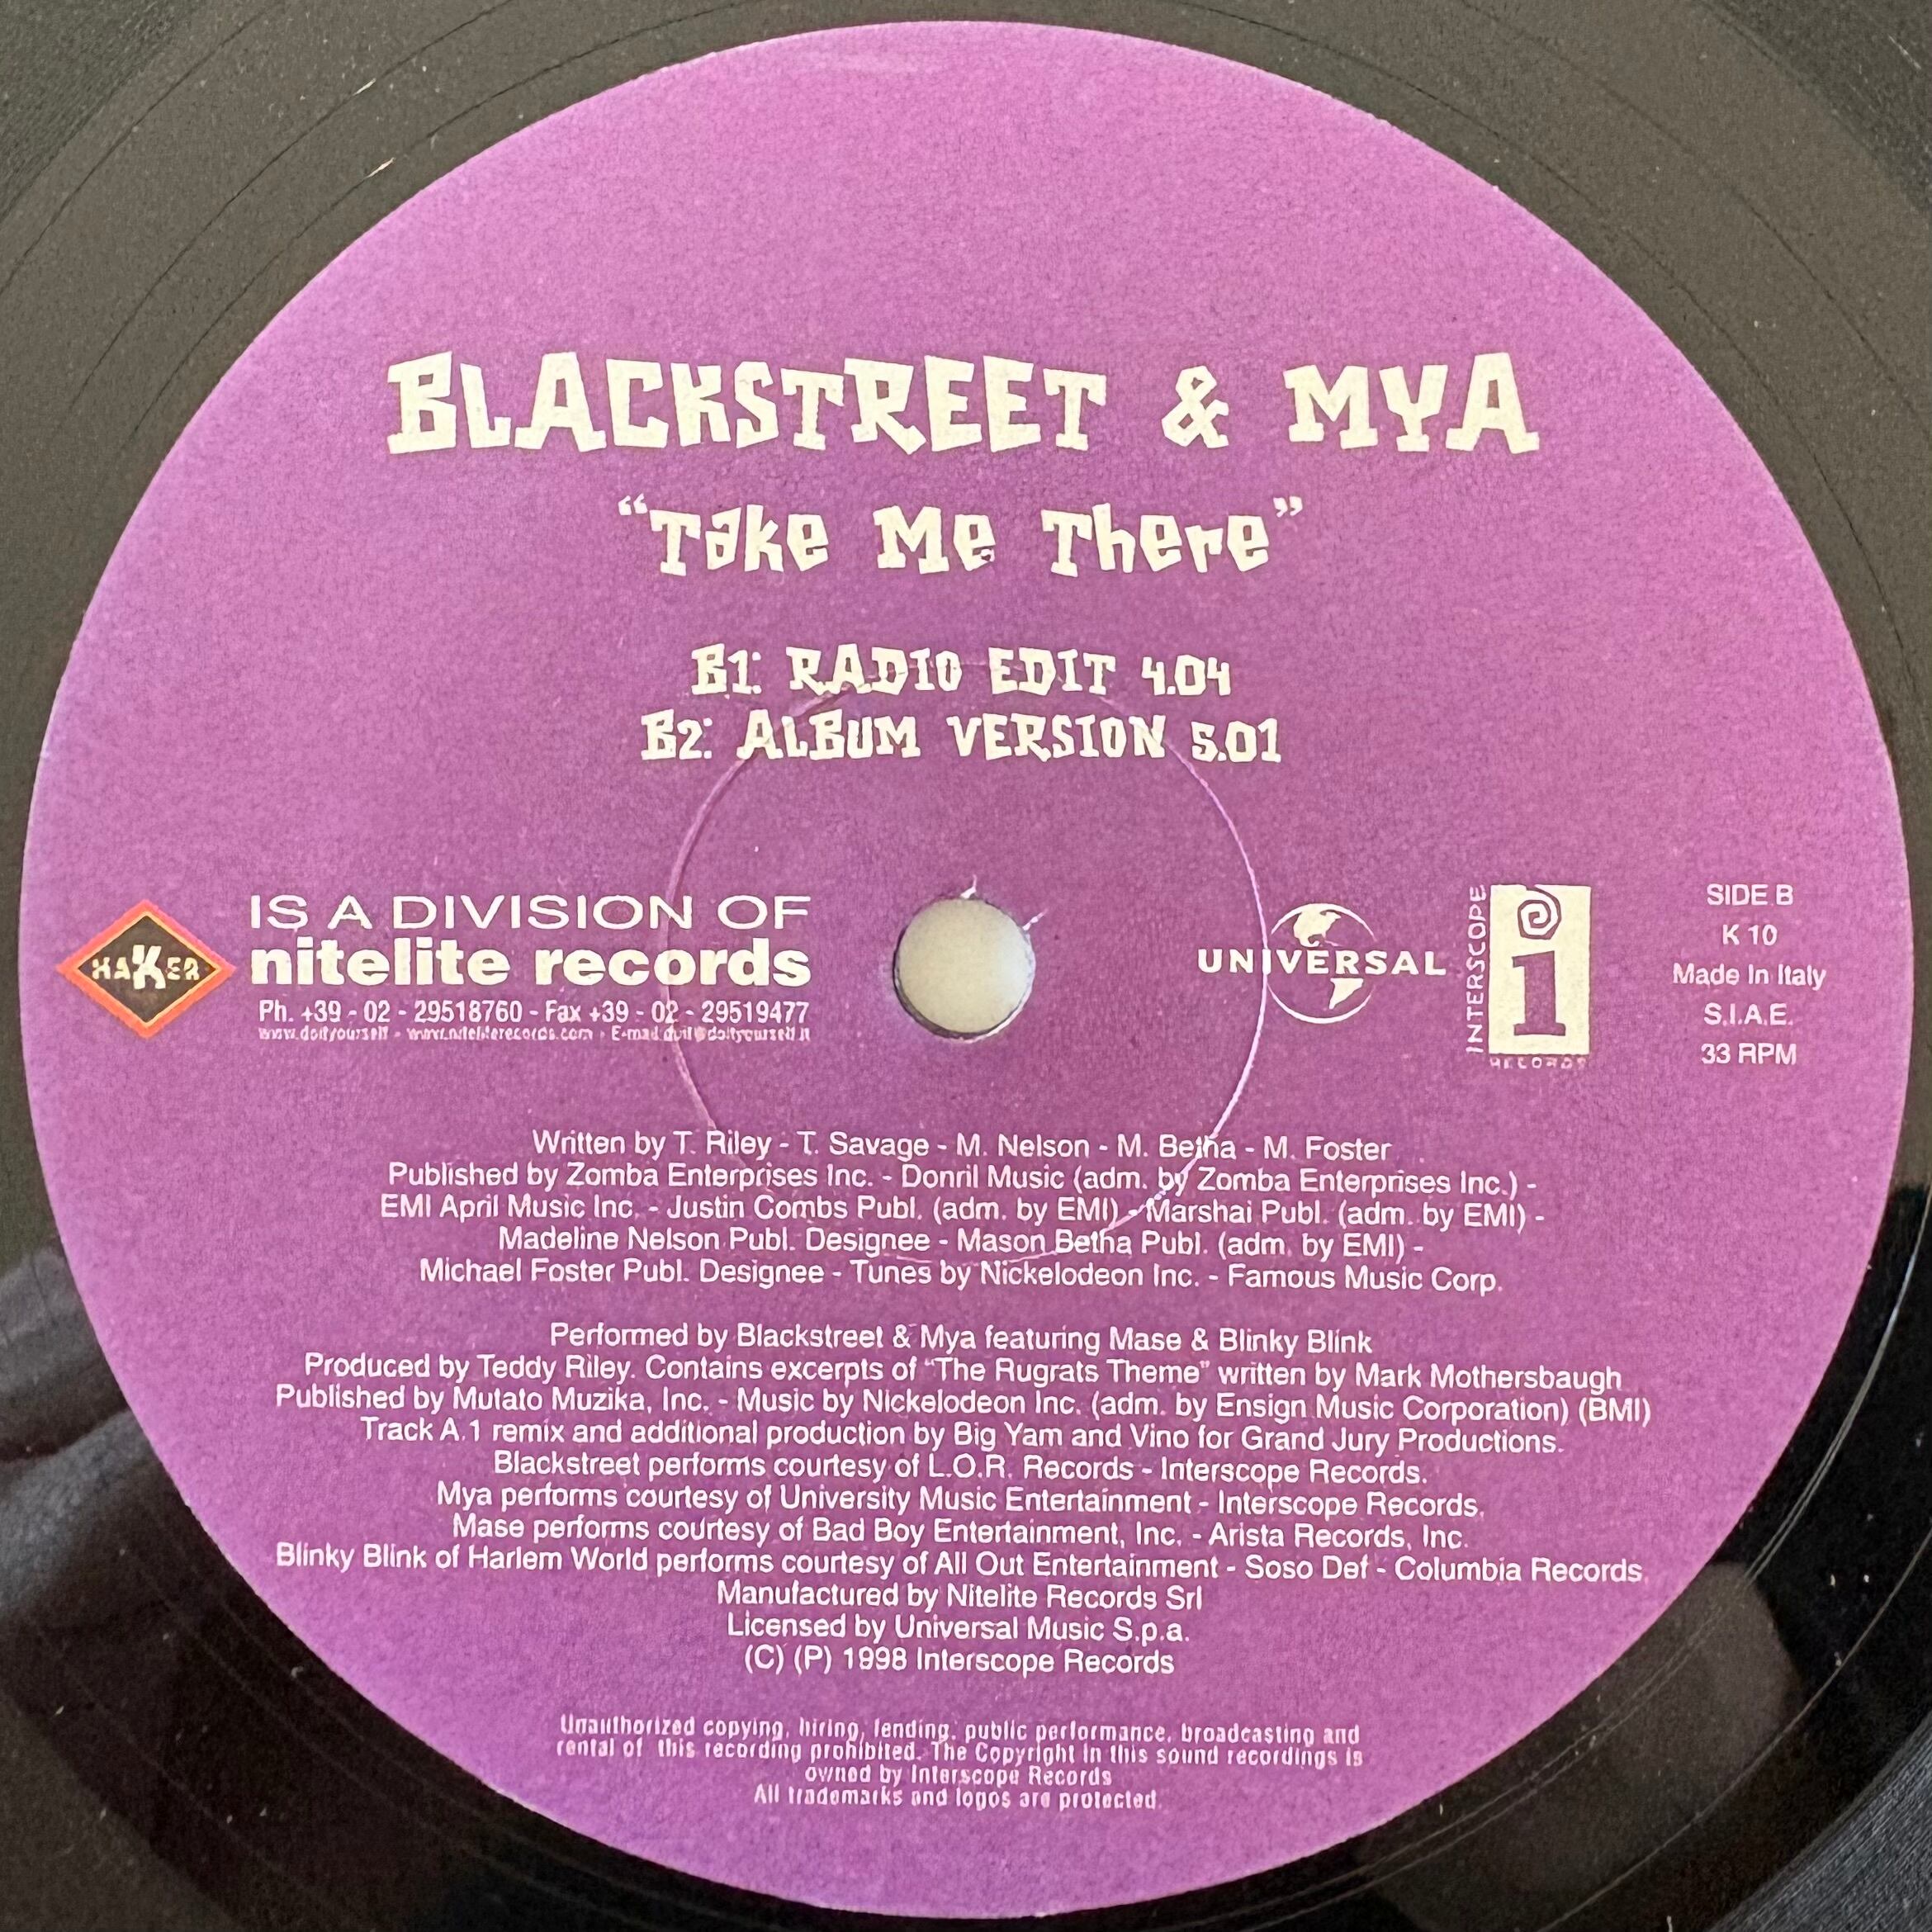 BLACKSTREET & MYA
"Take Me There"
B1: RADIO EDIT 4.04
B2: ALBUM VERSION 5.01
HAKER
IS A DIVISION OF
nitelite records
Ph. +39 - 02 - 29518760 - Fax +39 - 02 - 29519477
www.doityourself - www.niteliterecords.com - E-mail
UNIVERSAL
INTERSCOPE
i
RECORDS
SIDE B
K 10
Made In Italy
S.I.A.E.
33 RPM
Written by T. Riley - T. Savage - M. Nelson - M. Betha - M. Foster
Published by Zomba Enterprises Inc. - Donril Music (adm. by Zomba Enterprises Inc.) -
EMI April Music Inc. - Justin Combs Publ. (adm. by EMI) - Marshai Publ. (adm. by EMI) -
Madeline Nelson Publ. Designee - Mason Betha Publ. (adm. by EMI) -
Michael Foster Publ. Designee - Tunes by Nickelodeon Inc. - Famous Music Corp.
Performed by Blackstreet & Mya featuring Mase & Blinky Blink
Produced by Teddy Riley. Contains excerpts of "The Rugrats Theme" written by Mark Mothersbaugh
Published by Mutato Muzika, Inc. - Music by Nickelodeon Inc. (adm. by Ensign Music Corporation) (BMI)
Track A.1 remix and additional production by Big Yam and Vino for Grand Jury Productions.
Blackstreet performs courtesy of L.O.R. Records - Interscope Records.
Mya performs courtesy of University Music Entertainment - Interscope Records.
Mase performs courtesy of Bad Boy Entertainment, Inc. - Arista Records, Inc.
Blinky Blink of Harlem World performs courtesy of All Out Entertainment - Soso Def - Columbia Records.
Manufactured by Nitelite Records Srl
Licensed by Universal Music S.p.a.
(C) (P) 1998 Interscope Records
Unauthorized copying, hiring, lending, public performance, broadcasting and
rental of this recording prohibited. The Copyright in this sound recordings is
owned by Interscope Records
All trademarks and logos are protected.